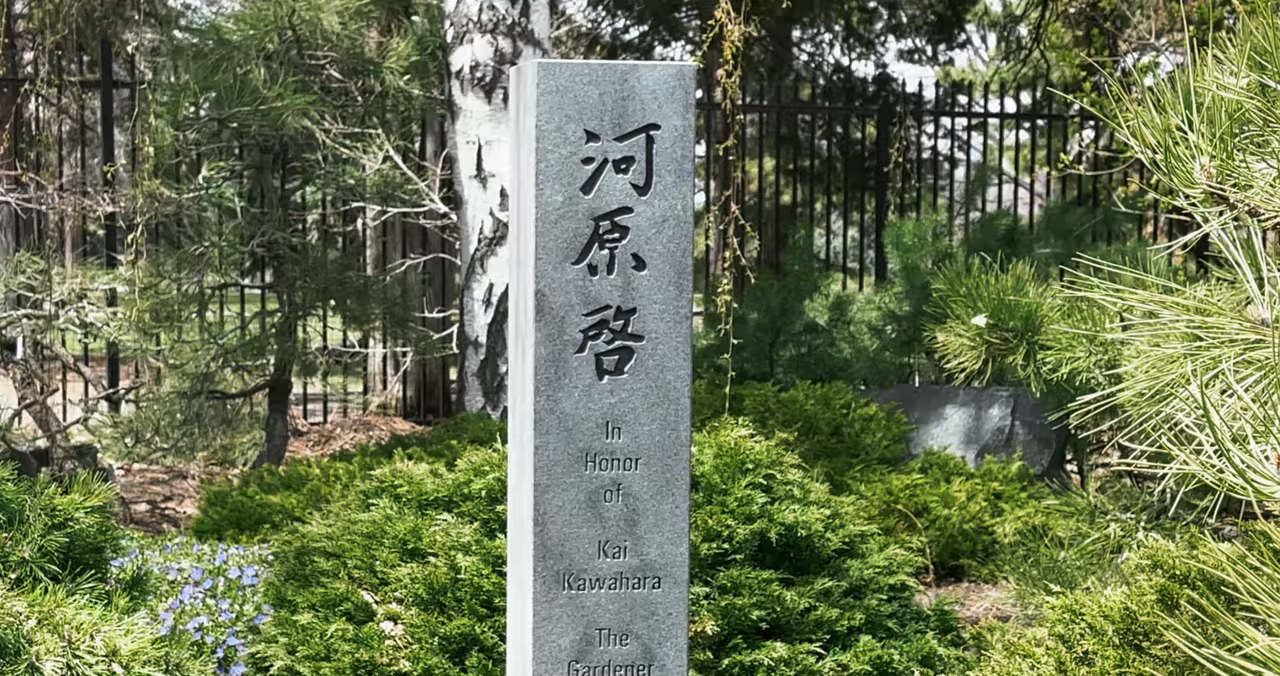 河原啓
In
Honor
of
Kai
Kawahara
The
Gardener